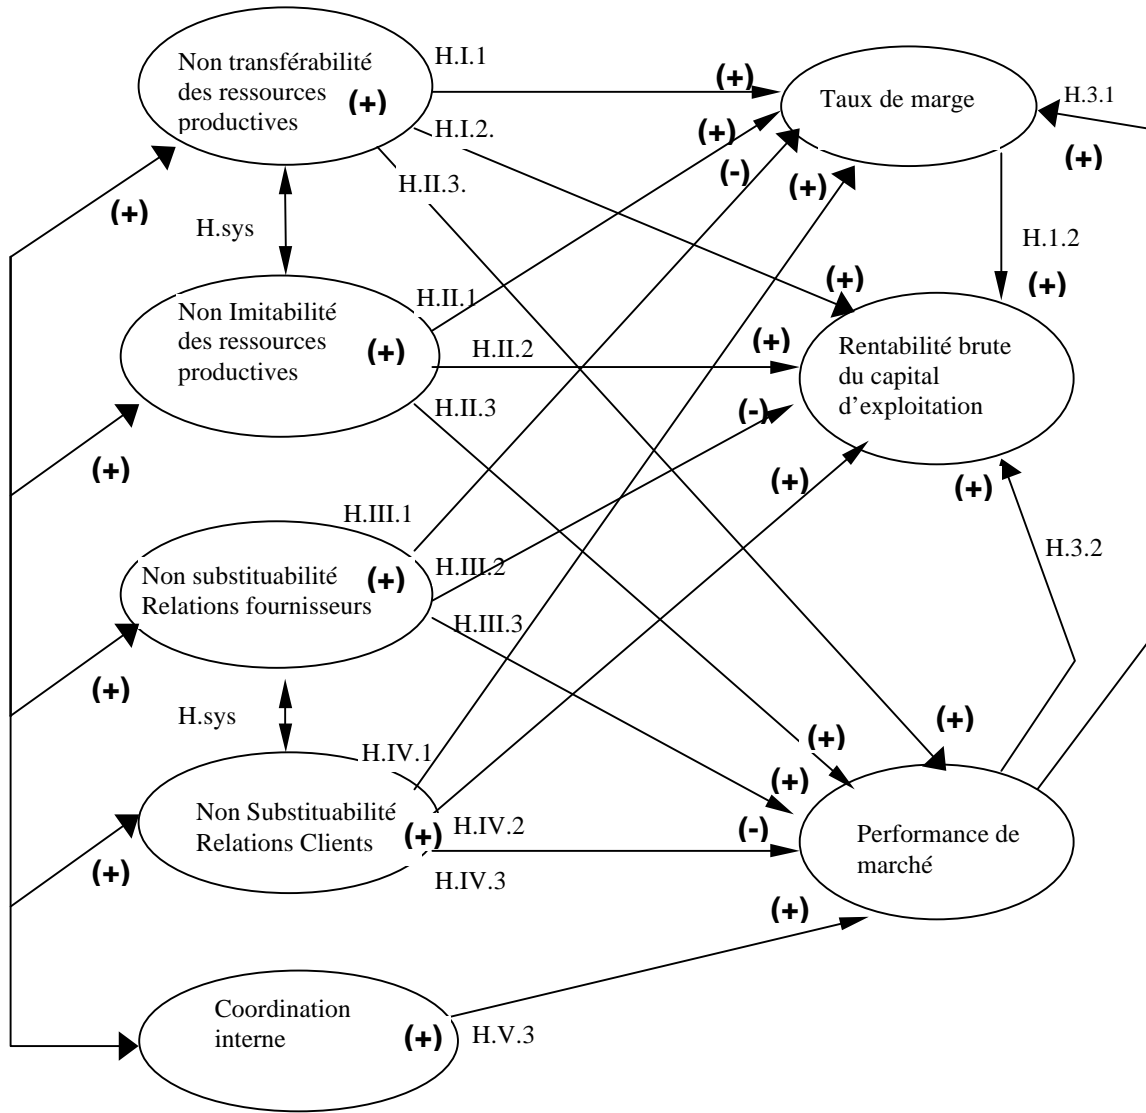 H.I.1
Non transférabilité
des ressources
productives
(+)
(+)
Taux de marge
H.3.1
(+)
H.I.2.
(+)
(-)
(+)
H.II.3.
(+)
H.sys
H.1.2
(+)
(+)
Non Imitabilité
des ressources
productives
(+)
H.II.1
H.II.2
(+)
Rentabilité brute
du capital
d’exploitation
H.II.3
(-)
(+)
(+)
(+)
H.III.1
H.3.2
Non substituabilité
Relations fournisseurs
(+)
H.III.2
H.III.3
(+)
H.sys
(+)
(+)
H.IV.1
(+)
Non Substituabilité
Relations Clients
(+)
H.IV.2
(-)
Performance de
marché
(+)
H.IV.3
(+)
Coordination
interne
(+)
H.V.3